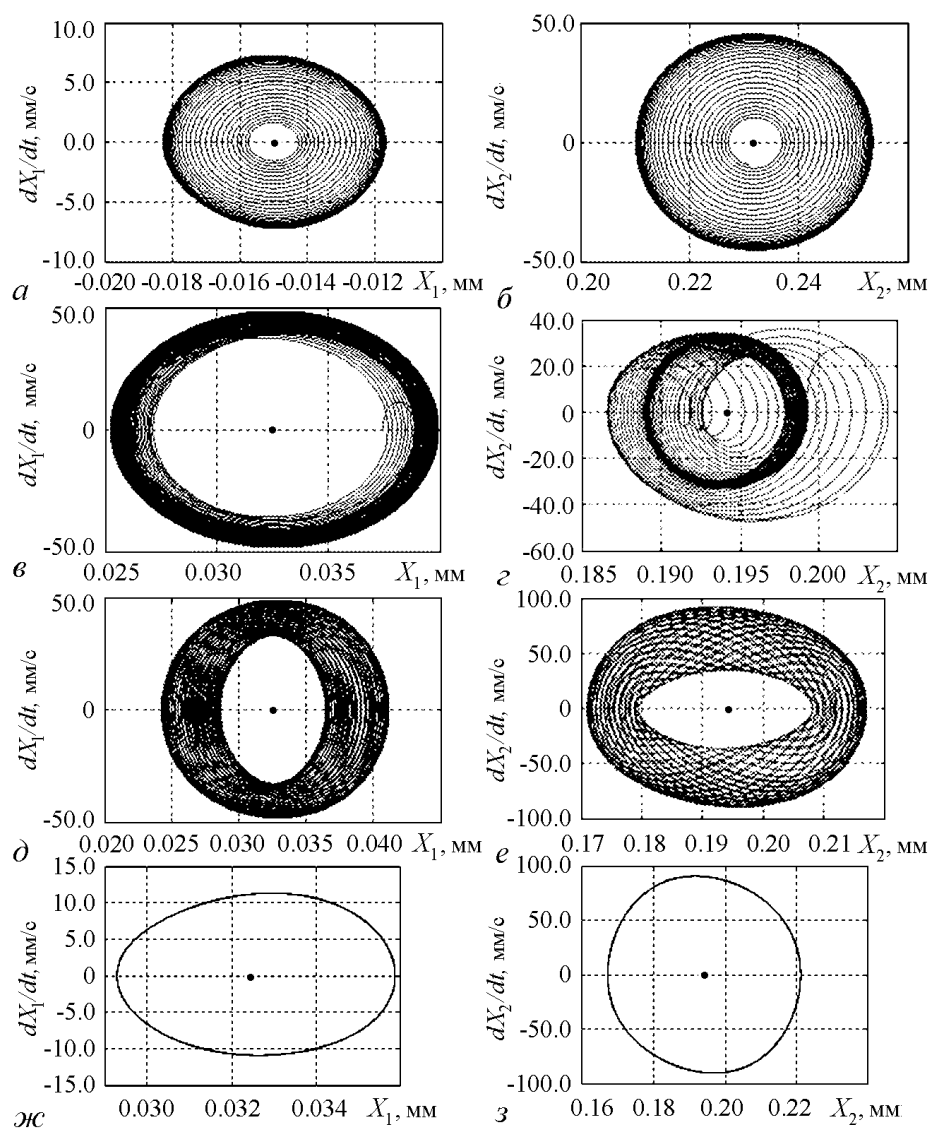 10.0
5.0
0.0
-5.0
-10.0
dX1/dt, мм/с
-0.020 -0.018 -0.016 -0.014 -0.012 X1, мм
а
50.0
0
-50.0
dX2/dt, мм/с
0.20 0.22 0.24 X2, мм
б
50.0
0
-50.0
dX1/dt, мм/с
0.025 0.030 0.035 X1, мм
в
40.0
20.0
0
-20.0
-40.0
-60.0
dX2/dt, мм/с
0.185 0.190 0.195 0.200 X2, мм
г
50.0
0
-50.0
dX1/dt, мм/с
0.020 0.025 0.030 0.035 0.040 X1, мм
д
100.0
50.0
0
-50.0
-100.0
dX2/dt, мм/с
0.17 0.18 0.19 0.20 0.21 X2, мм
е
15.0
10.0
5.0
0
-5.0
-10.0
-15.0
dX1/dt, мм/с
0.030 0.032 0.034 X1, мм
ж
100.0
50.0
0
-50.0
-100.0
dX2/dt, мм/с
0.16 0.18 0.20 0.22 X2, мм
з